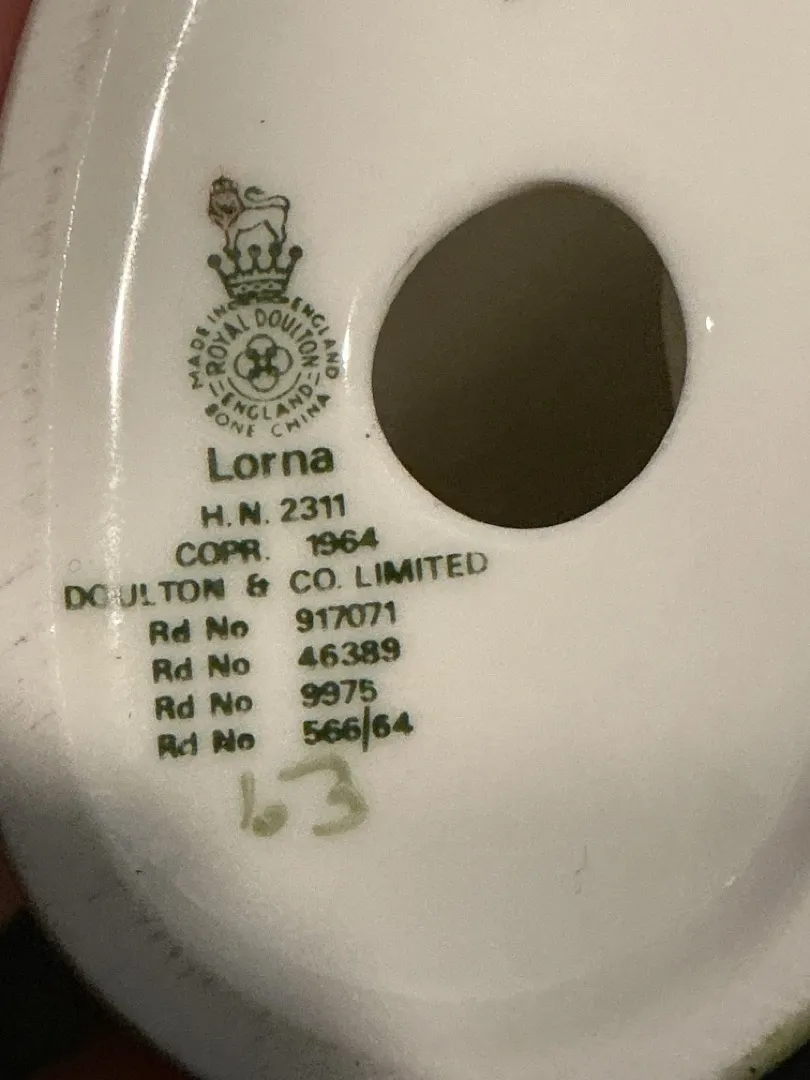 MADE IN ENGLAND
ROYAL DOULTON
ENGLAND
BONE CHINA
Lorna
H.N. 2311
COPR. 1964
DOULTON & CO. LIMITED
Rd No 917071
Rd No 46389
Rd No 9975
Rd No 566/64
63